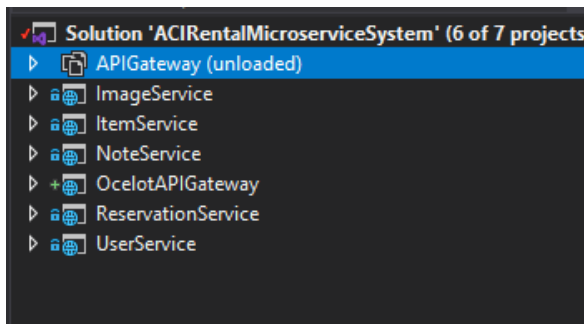 Solution 'ACIRentalMicroserviceSystem' (6 of 7 projects
APIGateway (unloaded)
ImageService
ItemService
NoteService
OcelotAPIGateway
ReservationService
UserService